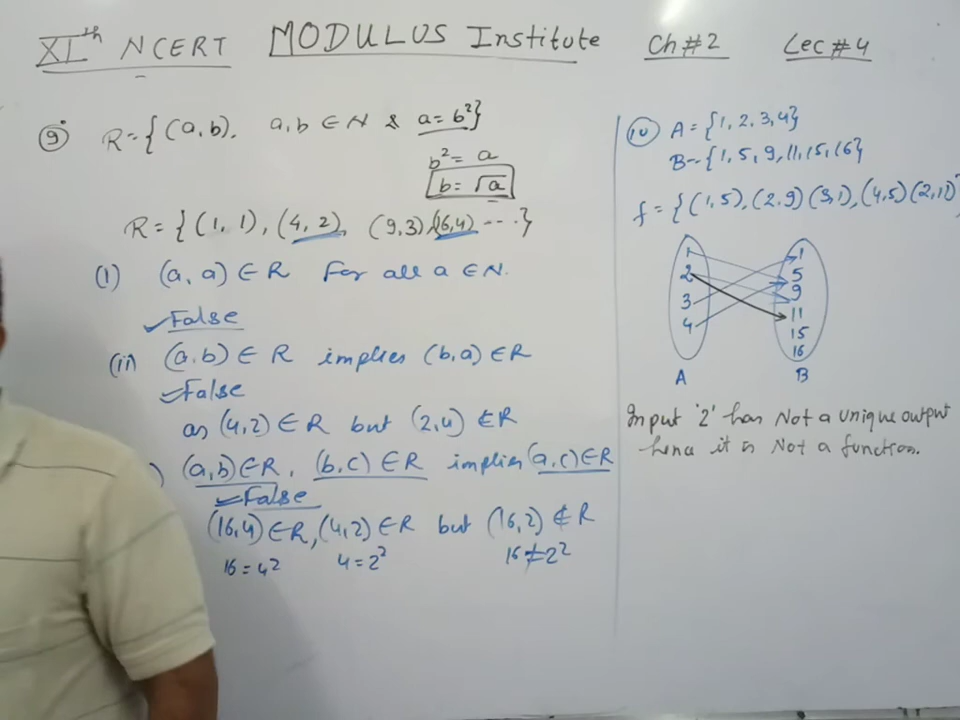 XIth NCERT MODULUS Institute Ch#2 Lec#4
9 R={(a,b). a,b ∈ N & a=b²}
b² = a
b=√a
R={(1,1),(4,2), (9,3)(16,4)----}
(i) (a,a)∈R For all a∈N.
False
(ii) (a,b)∈ R implies (b,a)∈R
False
as (4,2)∈R but (2,4)∉R
) (a,b)∈R, (b,c)∈R implies (a,c)∈R
False
(16,4)∈R,(4,2)∈R but (16,2)∉R
16=4² 4=2² 16≠2²
10 A={1,2,3,4}
B={1,5,9,11,15,16}
f={(1,5),(2,9)(3,1),(4,5)(2,11)}
1 1
2 5
3 9
4 11
15
16
A B
Input '2' has Not a unique output
hence it is Not a function.